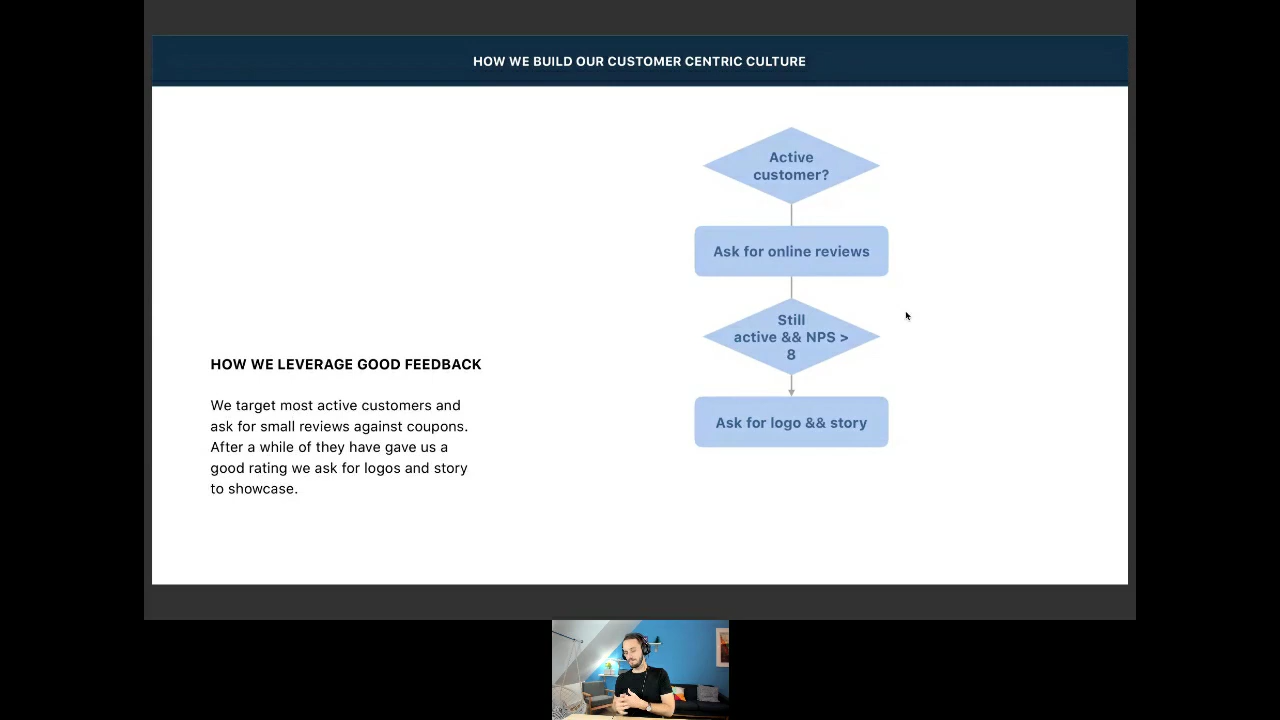 HOW WE BUILD OUR CUSTOMER CENTRIC CULTURE
Active
customer?
Ask for online reviews
Still
active && NPS >
8
Ask for logo && story
HOW WE LEVERAGE GOOD FEEDBACK
We target most active customers and
ask for small reviews against coupons.
After a while of they have gave us a
good rating we ask for logos and story
to showcase.